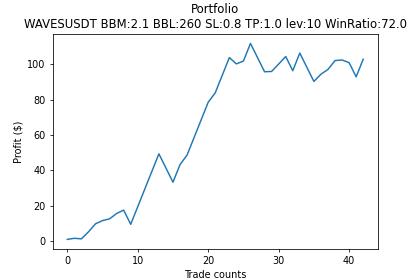 Portfolio
WAVESUSDT BBM:2.1 BBL:260 SL:0.8 TP:1.0 lev:10 WinRatio:72.0
100
80
60
40
20
0
Profit ($)
0
10
20
30
40
Trade counts